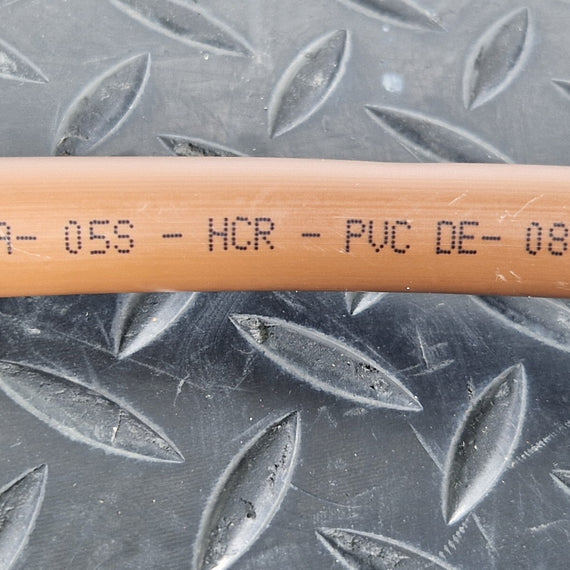 A- 05S - HCR - PVC DE- 08